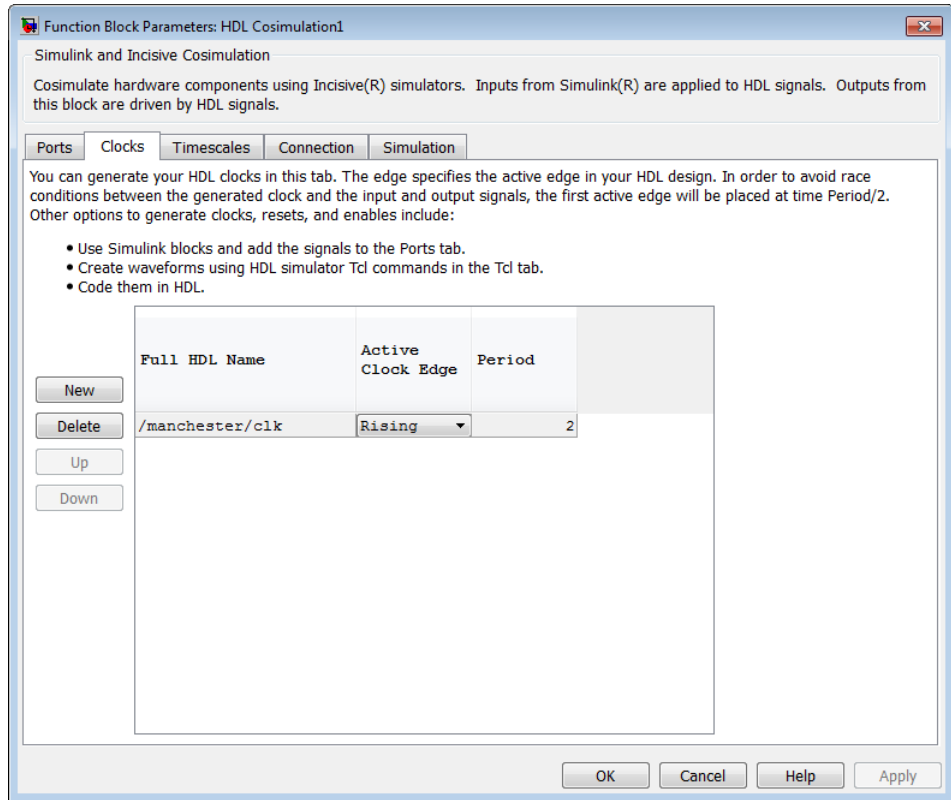 Function Block Parameters: HDL Cosimulation1
Simulink and Incisive Cosimulation
Cosimulate hardware components using Incisive(R) simulators.  Inputs from Simulink(R) are applied to HDL signals.  Outputs from
this block are driven by HDL signals.
Ports Clocks Timescales Connection Simulation
You can generate your HDL clocks in this tab. The edge specifies the active edge in your HDL design. In order to avoid race
conditions between the generated clock and the input and output signals, the first active edge will be placed at time Period/2.
Other options to generate clocks, resets, and enables include:
• Use Simulink blocks and add the signals to the Ports tab.
• Create waveforms using HDL simulator Tcl commands in the Tcl tab.
• Code them in HDL.
Full HDL Name
Active
Clock Edge
Period
New
Delete
Up
Down
/manchester/clk
Rising
2
OK Cancel Help Apply